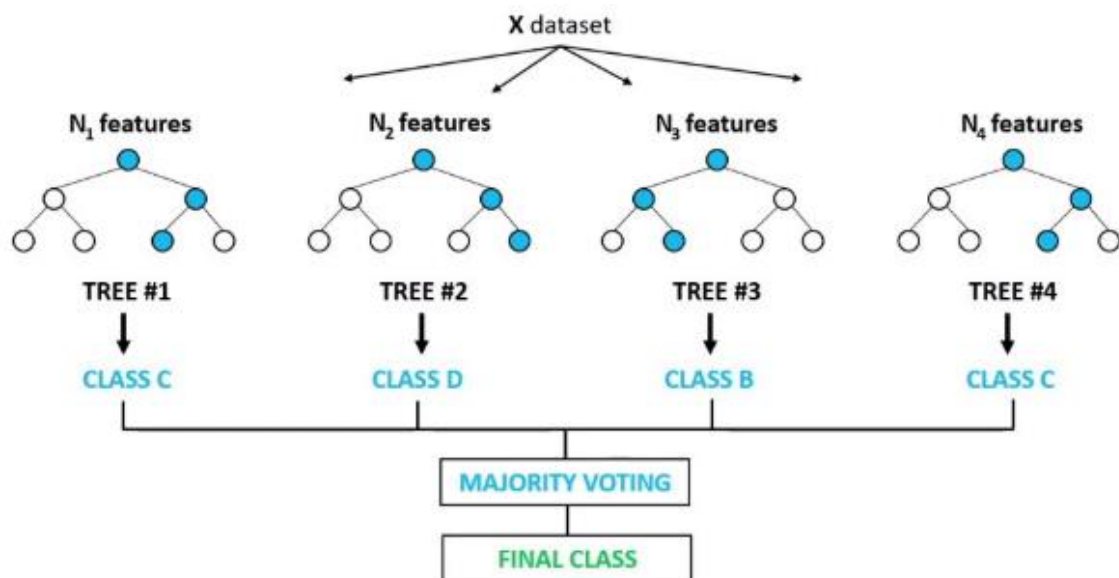 X dataset
N₁ features
N₂ features
N₃ features
N₄ features
TREE #1
TREE #2
TREE #3
TREE #4
CLASS C
CLASS D
CLASS B
CLASS C
MAJORITY VOTING
FINAL CLASS